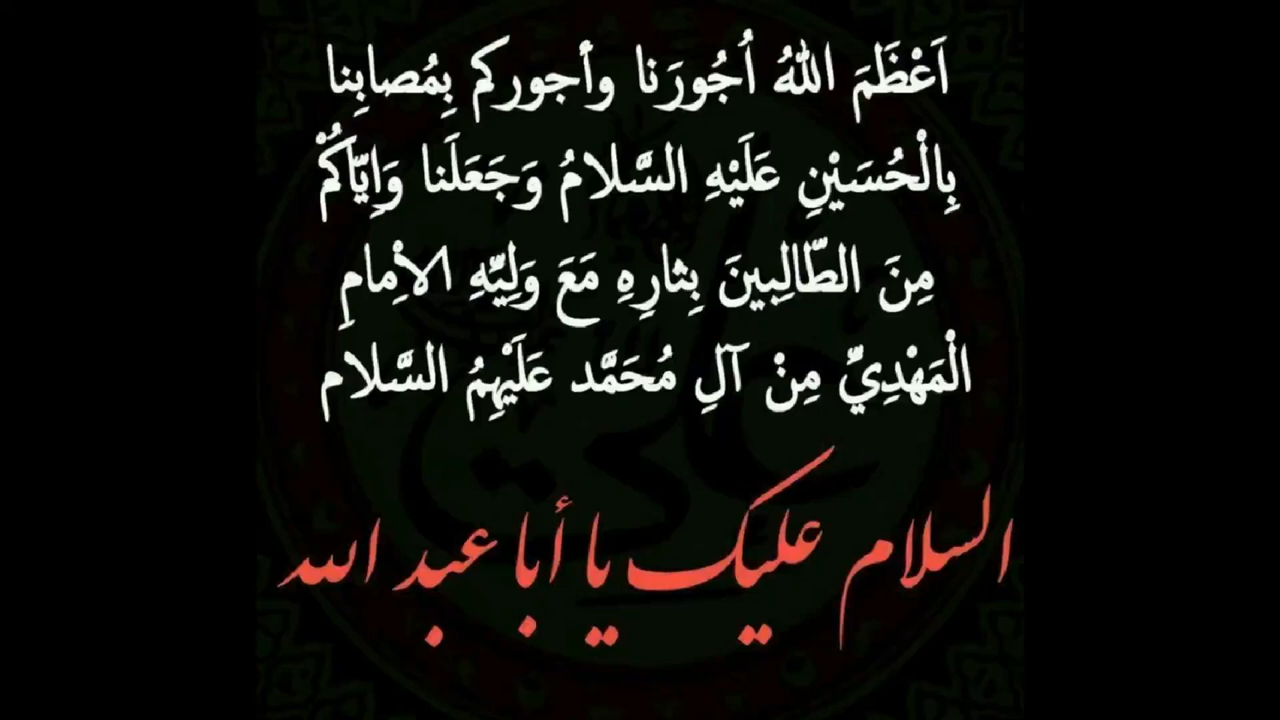 اَعْظَمَ اللهُ اُجُورَنا وأجوركم بِمُصابِنا
بِالْحُسَيْنِ عَلَيْهِ السَّلامُ وَجَعَلَنا وَاِيّاكُمْ
مِنَ الطّالِبينَ بِثارِهِ مَعَ وَلِيِّهِ الاْمامِ
الْمَهْدِيِّ مِنْ آلِ مُحَمَّد عَلَيْهِمُ السَّلام
السلام عليك يا أبا عبد الله